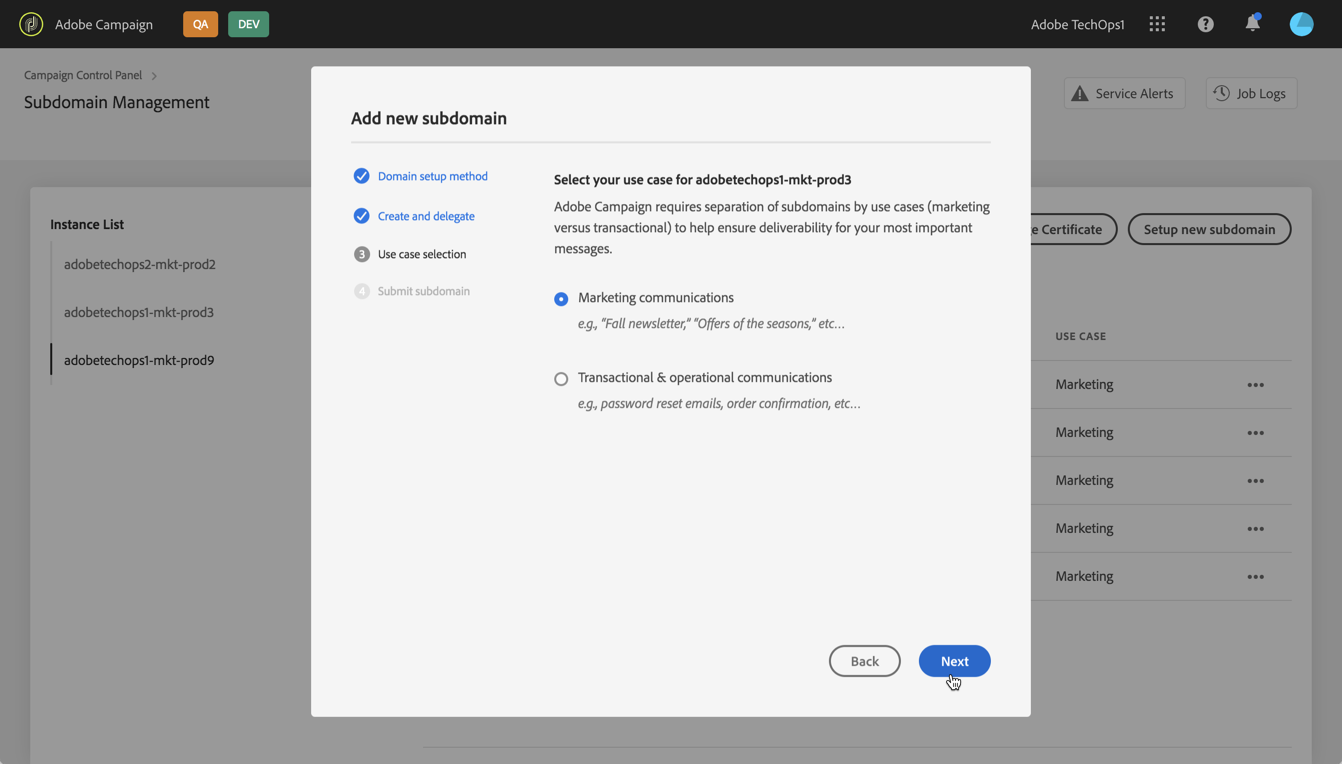 Adobe Campaign
QA
DEV
Adobe TechOps1
Campaign Control Panel
Subdomain Management
Service Alerts
Job Logs
Instance List
adobetechops2-mkt-prod2
adobetechops1-mkt-prod3
adobetechops1-mkt-prod9
Add new subdomain
Domain setup method
Create and delegate
3 Use case selection
4 Submit subdomain
Select your use case for adobetechops1-mkt-prod3
Adobe Campaign requires separation of subdomains by use cases (marketing
versus transactional) to help ensure deliverability for your most important
messages.
Marketing communications
e.g., “Fall newsletter,” “Offers of the seasons,” etc…
Transactional & operational communications
e.g., password reset emails, order confirmation, etc…
Back
Next
Certificate
Setup new subdomain
USE CASE
Marketing
Marketing
Marketing
Marketing
Marketing